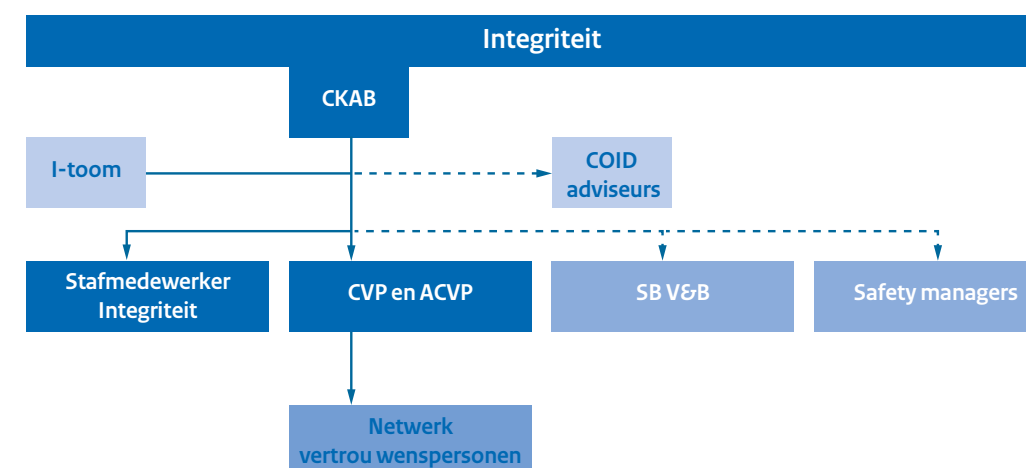 Integriteit
CKAB
I-toom
COID
adviseurs
Stafmedewerker
Integriteit
CVP en ACVP
SB V&B
Safety managers
Netwerk
vertrou wenspersonen